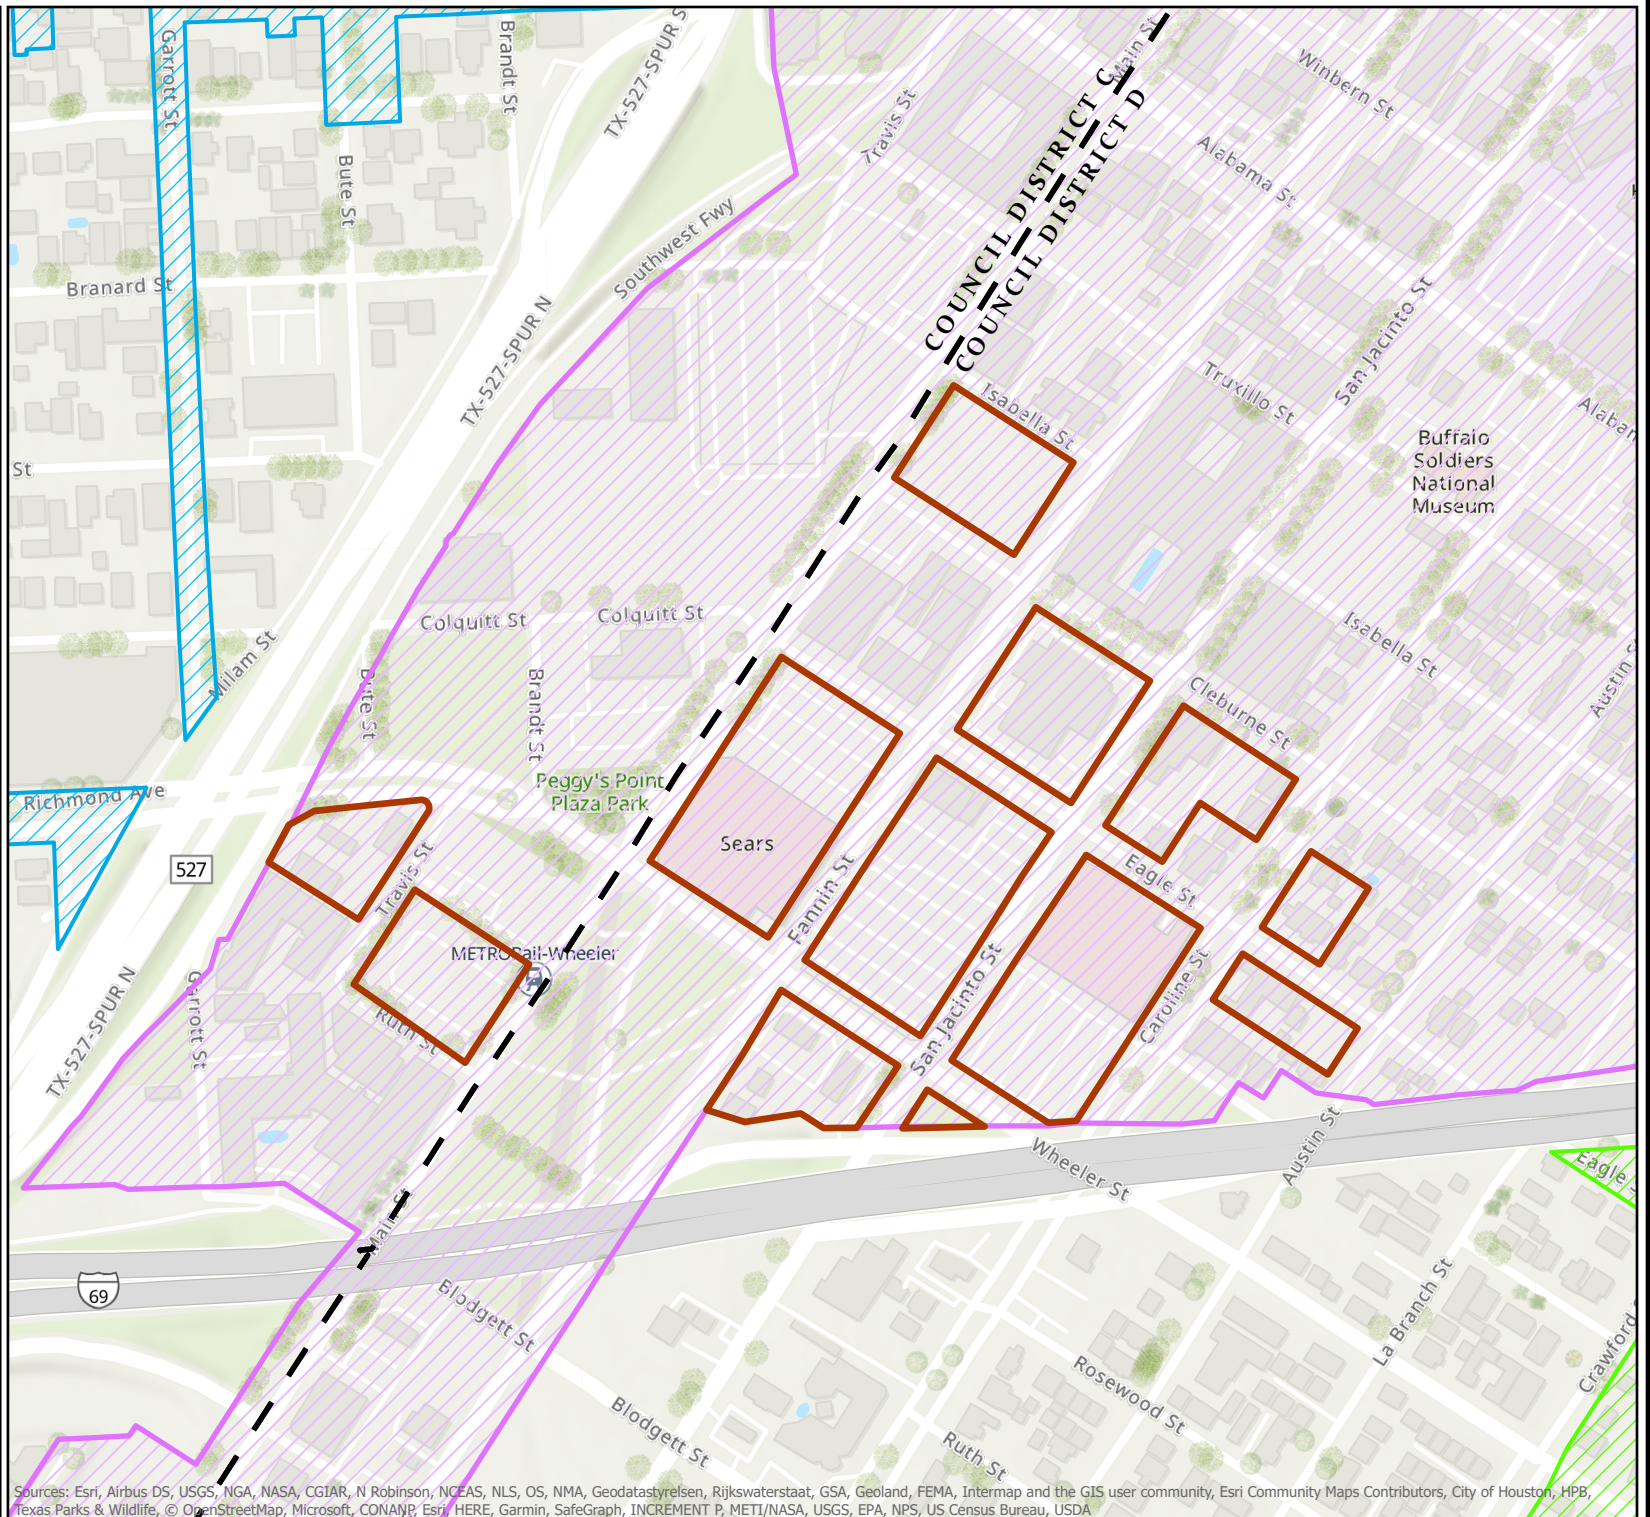 Garrott St
Brandt St
TX-527-SPUR S
Main St
Winbern St
COUNCIL DISTRICT C
COUNCIL DISTRICT D
Travis St
Alabama St
Bute St
Southwest Fwy
Branard St
TX-527-SPUR N
San Jacinto St
Truxillo St
Isabella St
Alabam
St
Buffalo
Soldiers
National
Museum
Colquitt St
Colquitt St
Milam St
Bute St
Brandt St
Isabella St
Austin S
Cleburne St
Peggy's Point
Plaza Park
Richmond Ave
Sears
527
Travis St
Fannin St
Eagle St
METRORail-Wheeler
Garrott St
Ruth St
San Jacinto St
Caroline St
TX-527-SPUR N
Austin St
Wheeler St
Eagle
Main St
69
Blodgett St
La Branch St
Crawford
Rosewood St
Blodgett St
Ruth St
Sources: Esri, Airbus DS, USGS, NGA, NASA, CGIAR, N Robinson, NCEAS, NLS, OS, NMA, Geodatastyrelsen, Rijkswaterstaat, GSA, Geoland, FEMA, Intermap and the GIS user community, Esri Community Maps Contributors, City of Houston, HPB,
Texas Parks & Wildlife, © OpenStreetMap, Microsoft, CONANP, Esri, HERE, Garmin, SafeGraph, INCREMENT P, METI/NASA, USGS, EPA, NPS, US Census Bureau, USDA